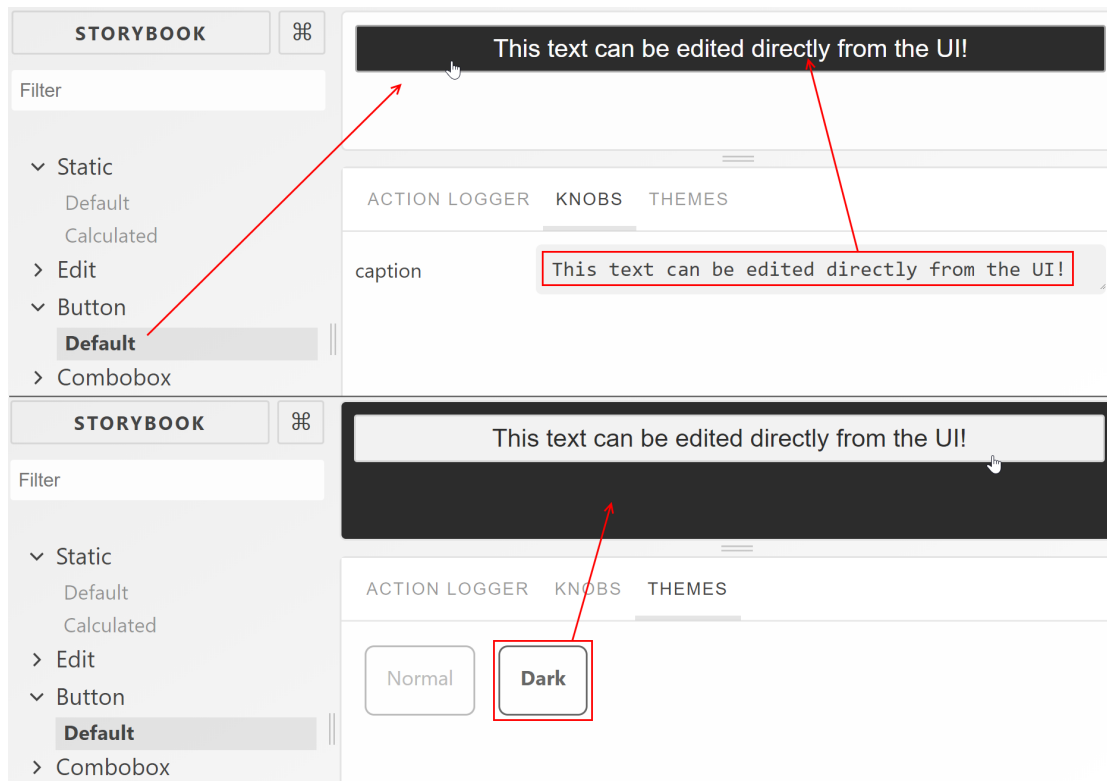 STORYBOOK ⌘
Filter
Static
Default
Calculated
Edit
Button
Default
Combobox
This text can be edited directly from the UI!
ACTION LOGGER KNOBS THEMES
caption This text can be edited directly from the UI!
STORYBOOK ⌘
Filter
Static
Default
Calculated
Edit
Button
Default
Combobox
This text can be edited directly from the UI!
ACTION LOGGER KNOBS THEMES
Normal Dark